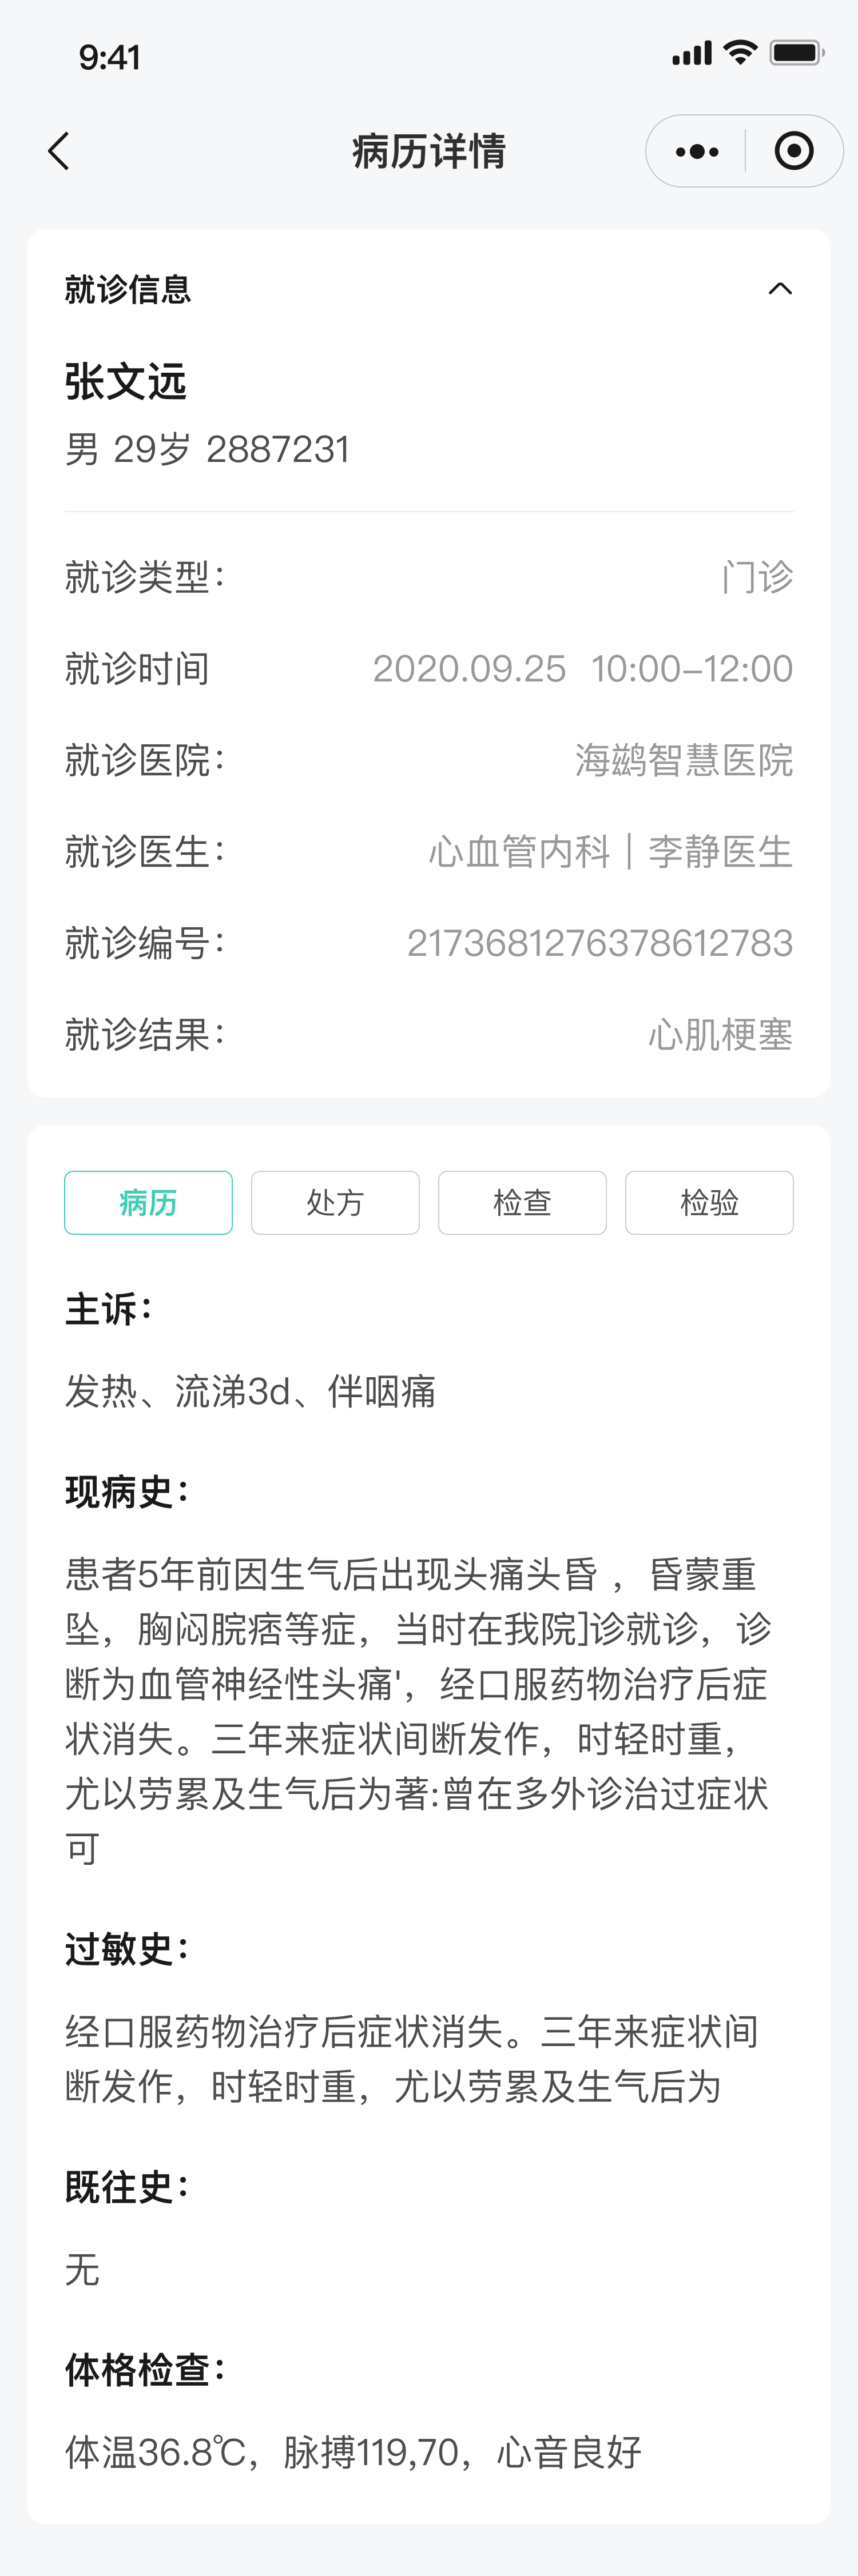 9:41
病历详情
就诊信息
张文远
男 29岁 2887231
就诊类型：
门诊
就诊时间
2020.09.25 10:00-12:00
就诊医院：
海鹚智慧医院
就诊医生：
心血管内科｜李静医生
就诊编号：
2173681276378612783
就诊结果：
心肌梗塞
病历 处方 检查 检验
主诉：
发热、流涕3d、伴咽痛
现病史：
患者5年前因生气后出现头痛头昏 ，昏蒙重
坠，胸闷脘痞等症，当时在我院]诊就诊，诊
断为血管神经性头痛'，经口服药物治疗后症
状消失。三年来症状间断发作，时轻时重，
尤以劳累及生气后为著:曾在多外诊治过症状
可
过敏史：
经口服药物治疗后症状消失。三年来症状间
断发作，时轻时重，尤以劳累及生气后为
既往史：
无
体格检查：
体温36.8℃，脉搏119,70，心音良好